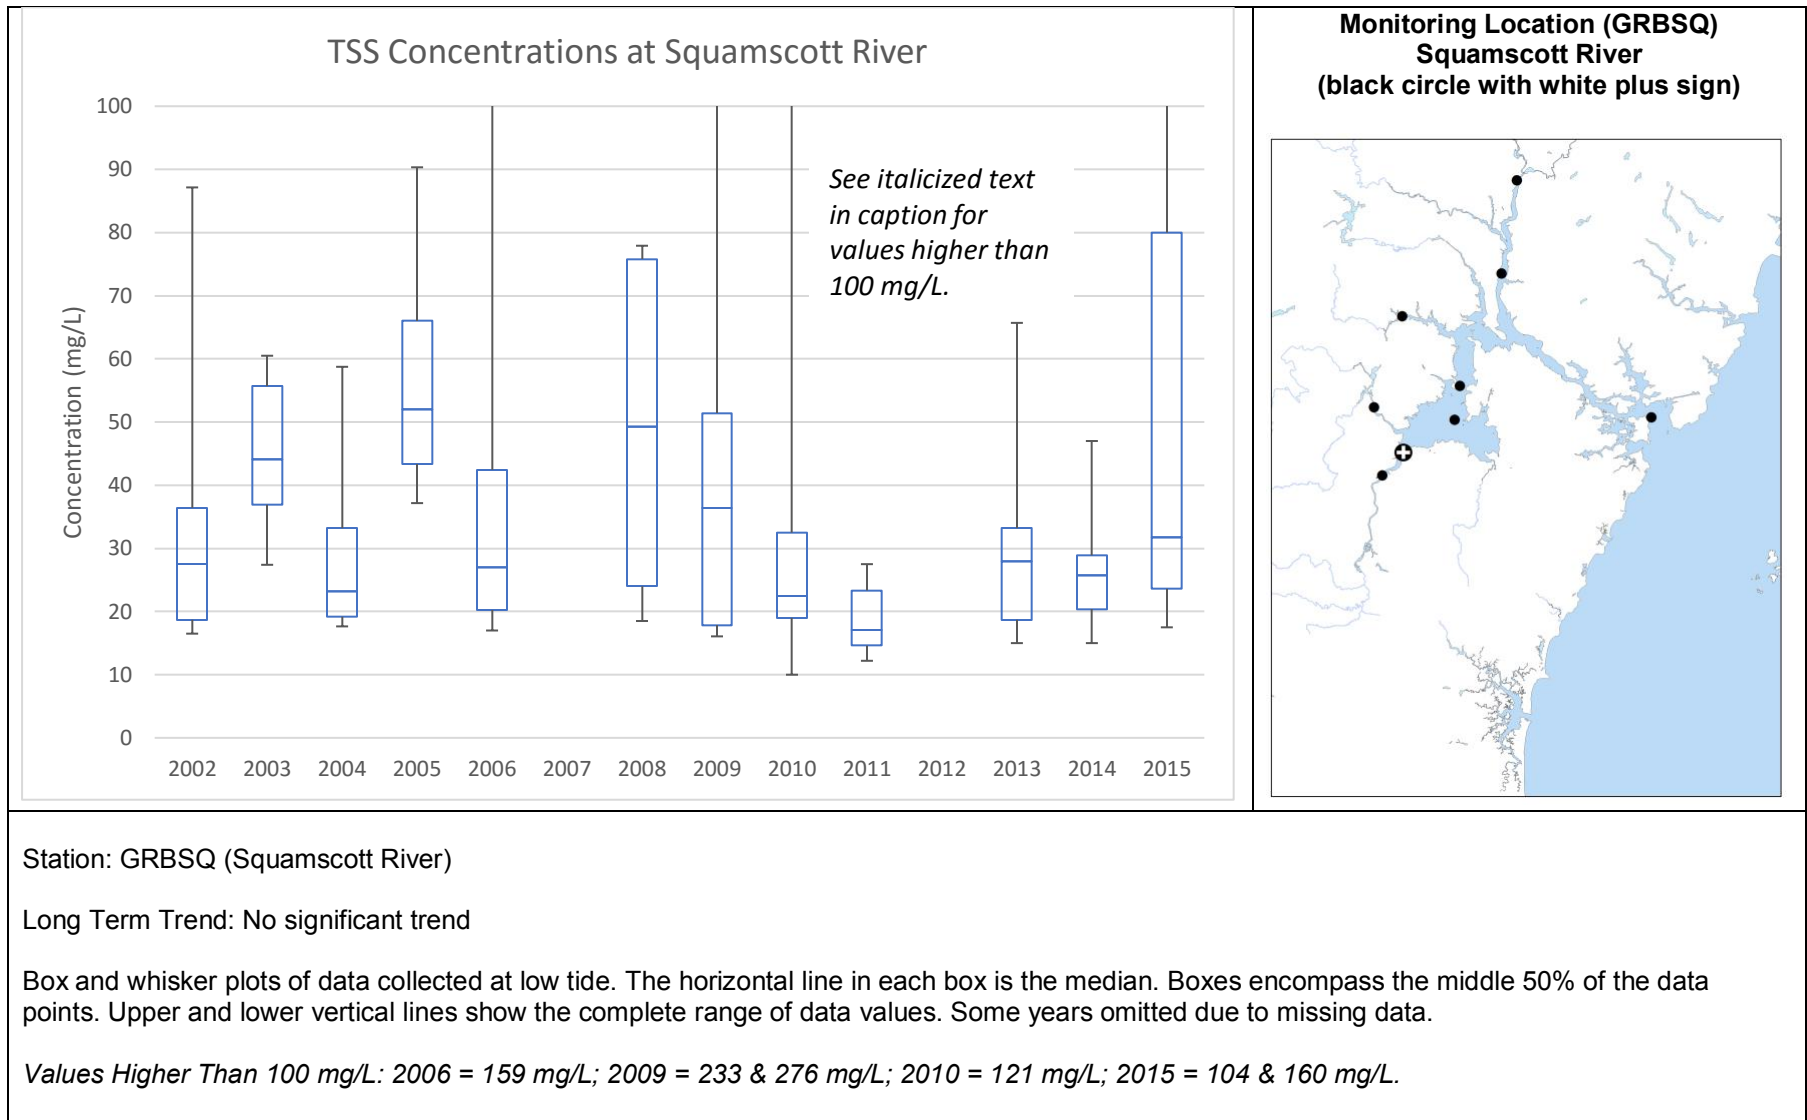 TSS Concentrations at Squamscott River
Concentration (mg/L)
100
90
80
70
60
50
40
30
20
10
0
2002 2003 2004 2005 2006 2007 2008 2009 2010 2011 2012 2013 2014 2015
See italicized text
in caption for
values higher than
100 mg/L.
Monitoring Location (GRBSQ)
Squamscott River
(black circle with white plus sign)
Station: GRBSQ (Squamscott River)
Long Term Trend: No significant trend
Box and whisker plots of data collected at low tide. The horizontal line in each box is the median. Boxes encompass the middle 50% of the data
points. Upper and lower vertical lines show the complete range of data values. Some years omitted due to missing data.
Values Higher Than 100 mg/L: 2006 = 159 mg/L; 2009 = 233 & 276 mg/L; 2010 = 121 mg/L; 2015 = 104 & 160 mg/L.